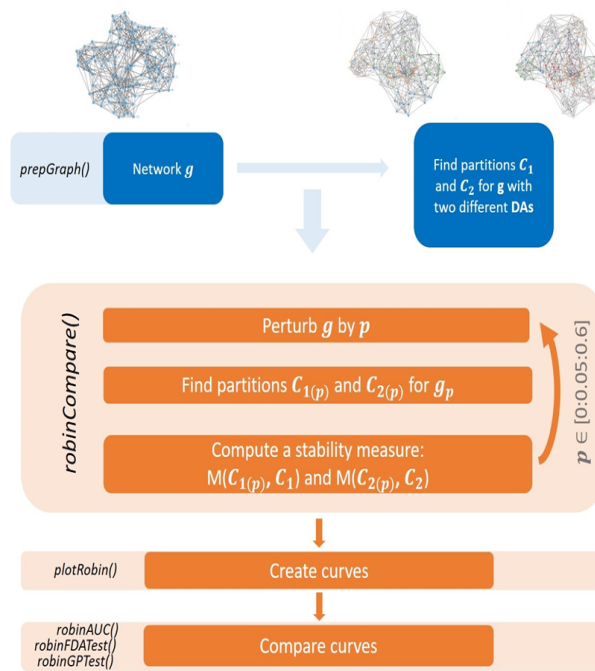 prepGraph()
Network g
Find partitions C₁
and C₂ for g with
two different DAs
robinCompare()
Perturb g by p
Find partitions C₁₍ₚ₎ and C₂₍ₚ₎ for gₚ
Compute a stability measure:
M(C₁₍ₚ₎, C₁) and M(C₂₍ₚ₎, C₂)
p ∈ [0:0.05:0.6]
plotRobin()
Create curves
robinAUC()
robinFDATest()
robinGPTest()
Compare curves